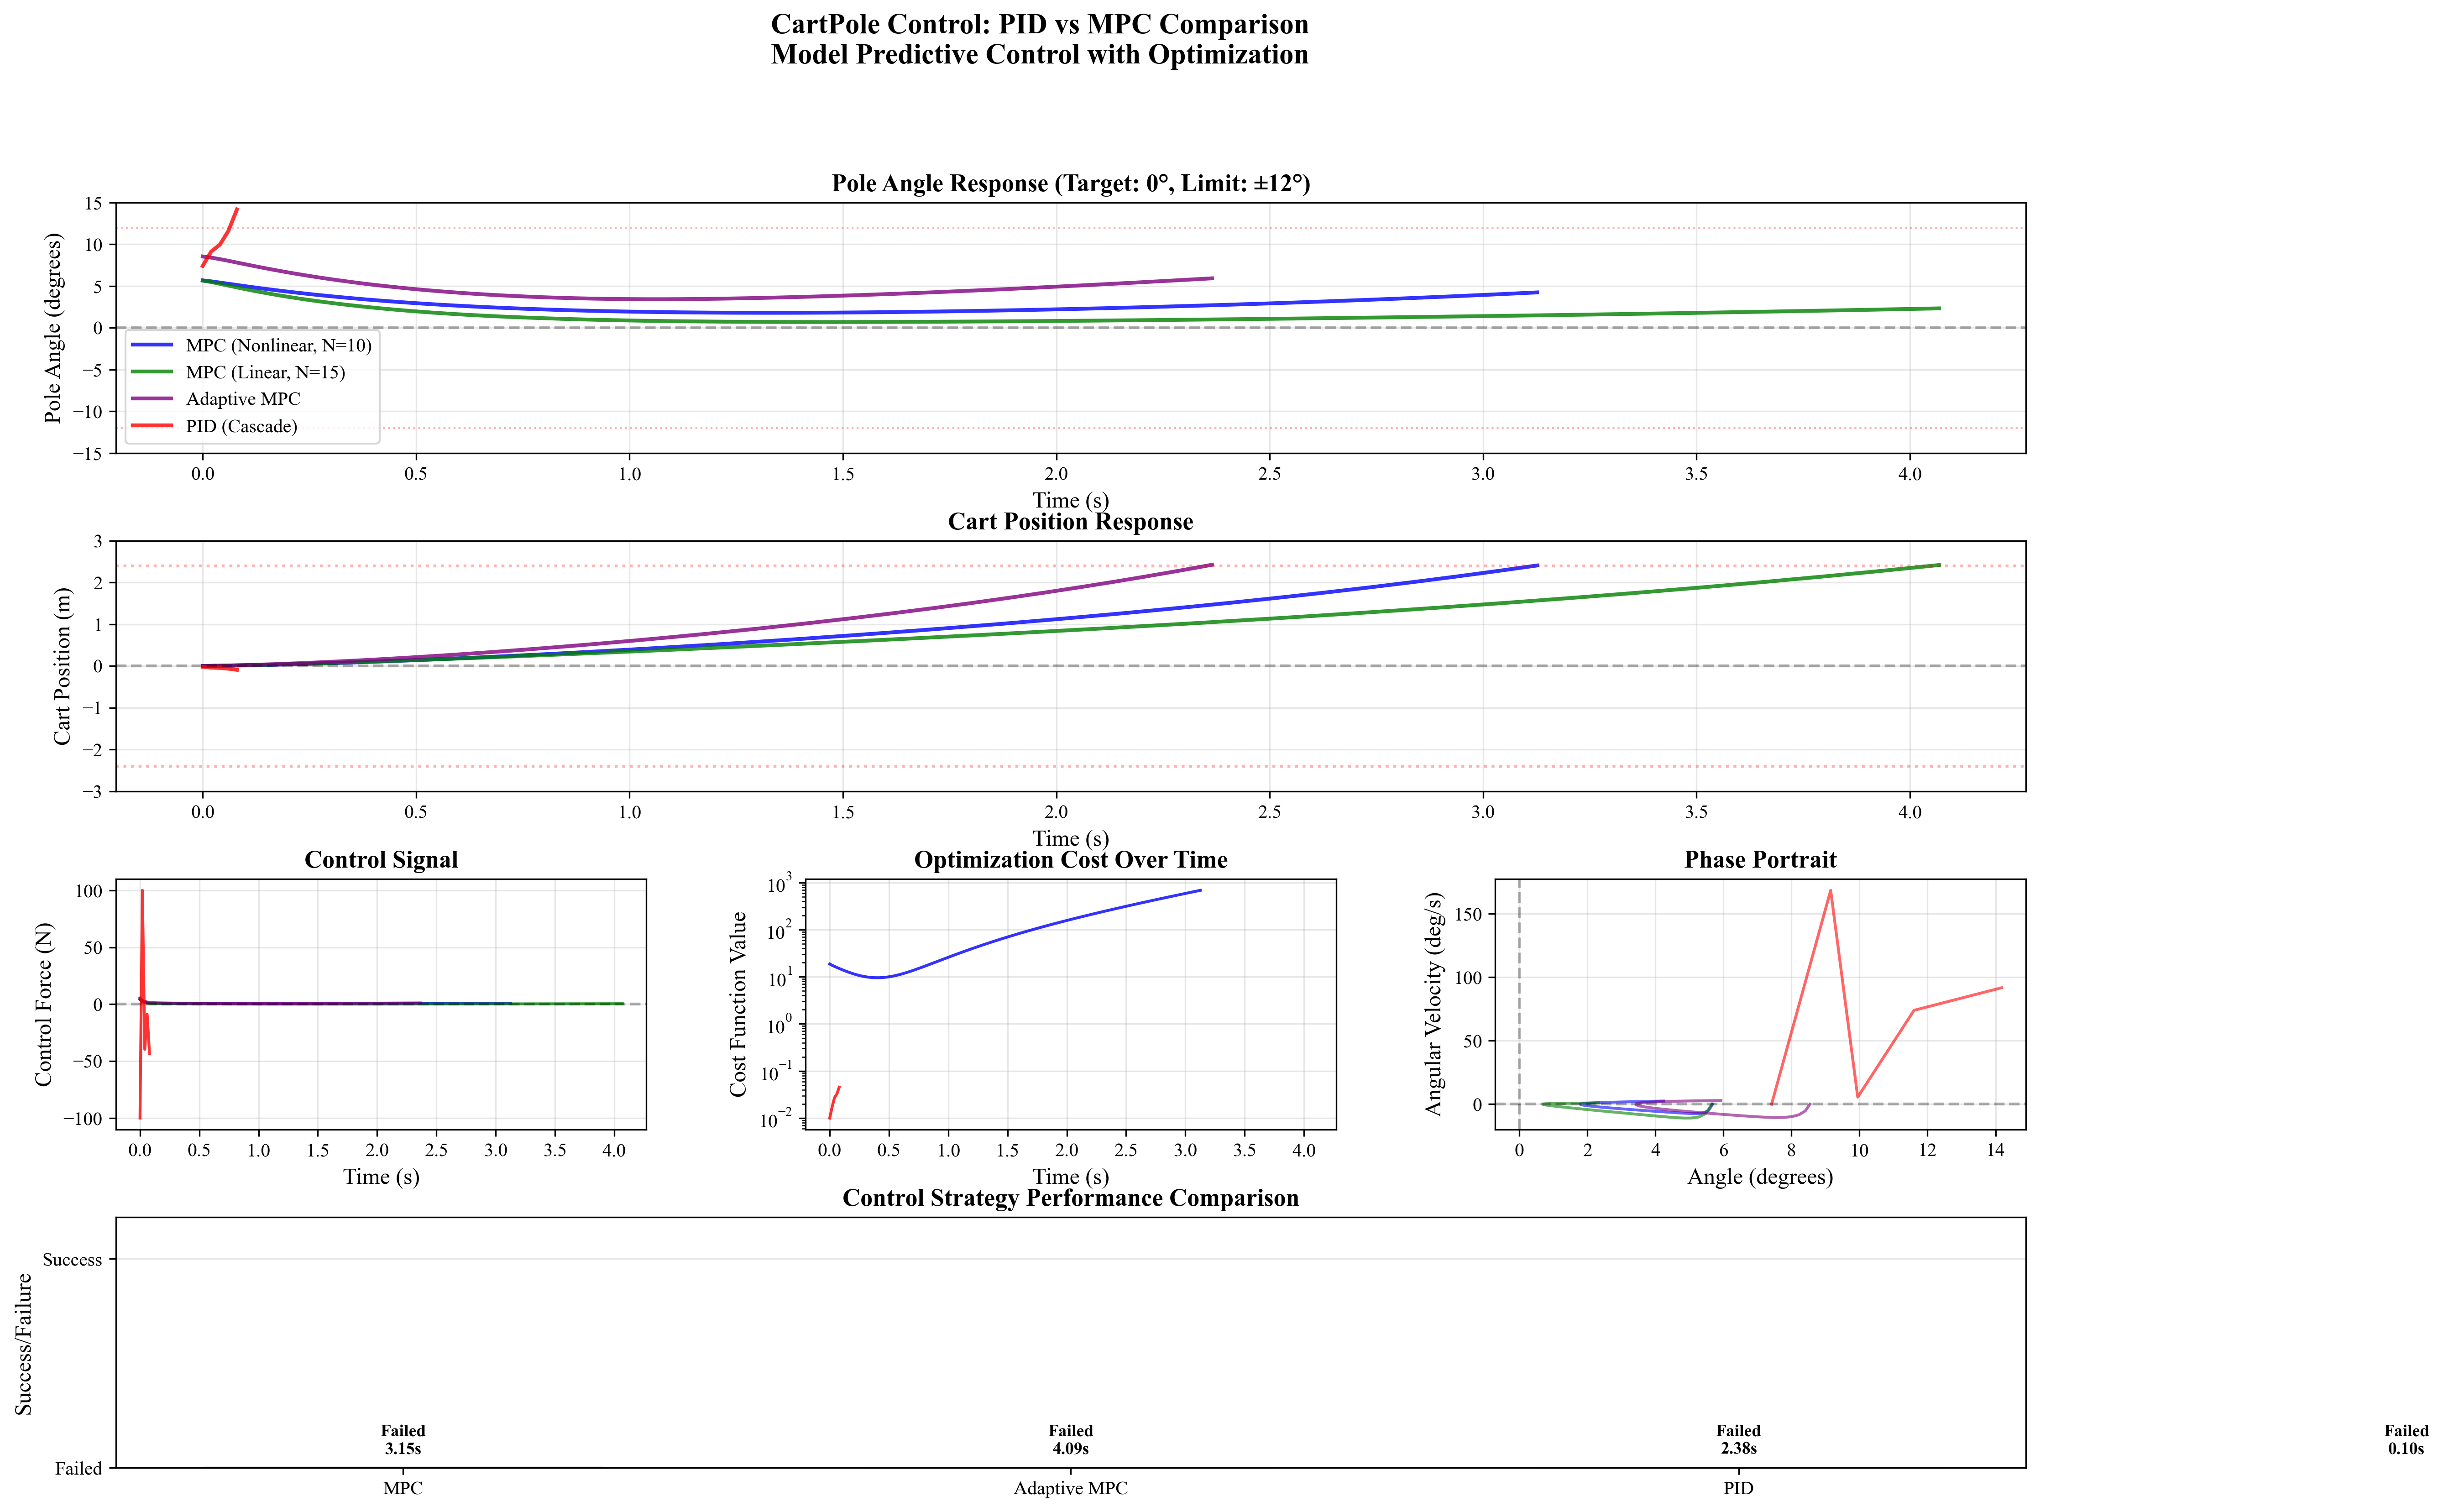 CartPole Control: PID vs MPC Comparison
Model Predictive Control with Optimization
Pole Angle Response (Target: 0°, Limit: ±12°)
Pole Angle (degrees)
15
10
5
0
−5
−10
−15
MPC (Nonlinear, N=10)
MPC (Linear, N=15)
Adaptive MPC
PID (Cascade)
0.0 0.5 1.0 1.5 2.0 2.5 3.0 3.5 4.0
Time (s)
Cart Position Response
Cart Position (m)
3
2
1
0
−1
−2
−3
0.0 0.5 1.0 1.5 2.0 2.5 3.0 3.5 4.0
Time (s)
Control Signal
Control Force (N)
100
50
0
−50
−100
0.0 0.5 1.0 1.5 2.0 2.5 3.0 3.5 4.0
Time (s)
Optimization Cost Over Time
Cost Function Value
10³
10²
10¹
10⁰
10⁻¹
10⁻²
0.0 0.5 1.0 1.5 2.0 2.5 3.0 3.5 4.0
Time (s)
Phase Portrait
Angular Velocity (deg/s)
150
100
50
0
0 2 4 6 8 10 12 14
Angle (degrees)
Control Strategy Performance Comparison
Success/Failure
Success
Failed
Failed
3.15s
Failed
4.09s
Failed
2.38s
Failed
0.10s
MPC
Adaptive MPC
PID